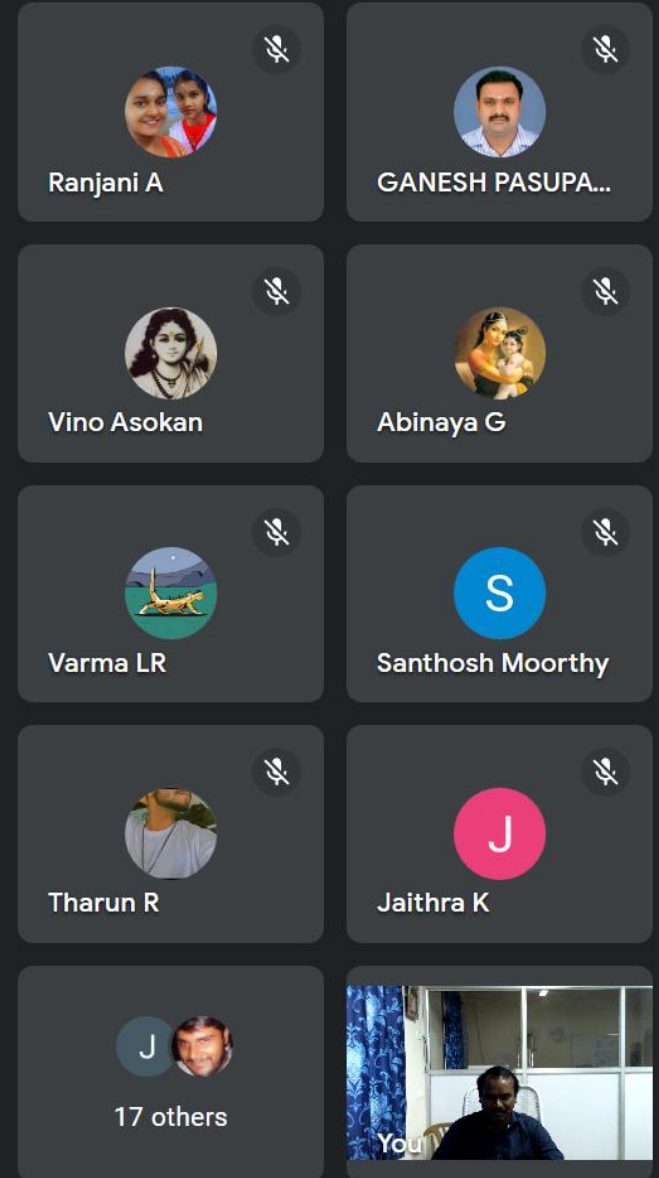 Ranjani A
GANESH PASUPA...
Vino Asokan
Abinaya G
Varma LR
S
Santhosh Moorthy
Tharun R
J
Jaithra K
J
17 others
You